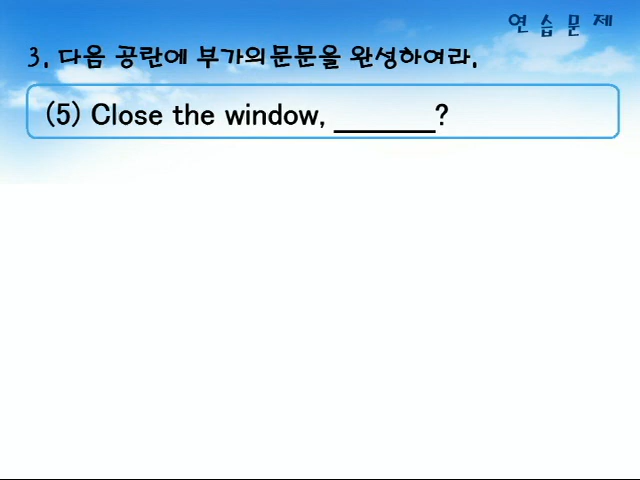 연습문제
3. 다음 공란에 부가의문문을 완성하여라.
(5) Close the window, _______?